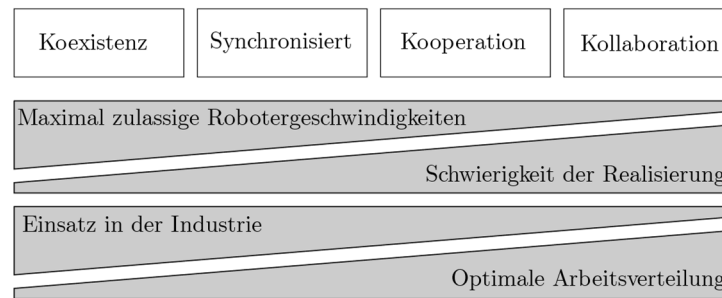 Koexistenz
Synchronisiert
Kooperation
Kollaboration
Maximal zulassige Robotergeschwindigkeiten
Schwierigkeit der Realisierung
Einsatz in der Industrie
Optimale Arbeitsverteilung